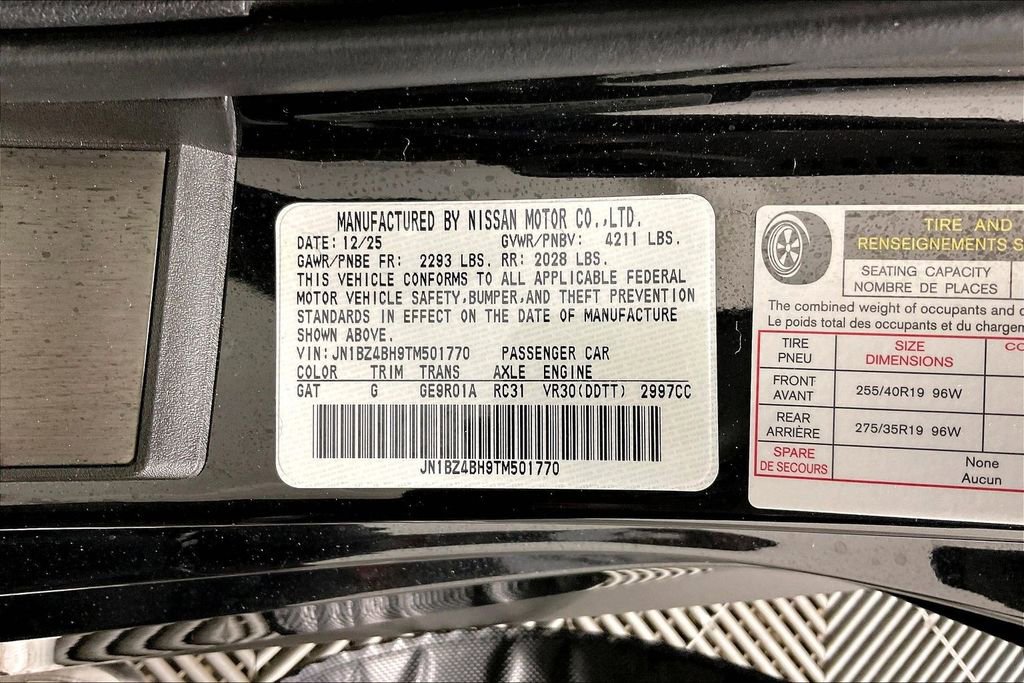 MANUFACTURED BY NISSAN MOTOR CO.,LTD.
DATE: 12/25 GVWR/PNBV: 4211 LBS.
GAWR/PNBE FR: 2293 LBS. RR: 2028 LBS.
THIS VEHICLE CONFORMS TO ALL APPLICABLE FEDERAL
MOTOR VEHICLE SAFETY,BUMPER,AND THEFT PREVENTION
STANDARDS IN EFFECT ON THE DATE OF MANUFACTURE
SHOWN ABOVE.
VIN: JN1BZ4BH9TM501770 PASSENGER CAR
COLOR TRIM TRANS AXLE ENGINE
GAT G GE9R01A RC31 VR30(DDTT) 2997CC
JN1BZ4BH9TM501770
TIRE AND
RENSEIGNEMENTS S
SEATING CAPACITY
NOMBRE DE PLACES
The combined weight of occupants and
Le poids total des occupants et du chargem
TIRE SIZE
PNEU DIMENSIONS
FRONT
AVANT 255/40R19 96W
REAR
ARRIÈRE 275/35R19 96W
SPARE None
DE SECOURS Aucun